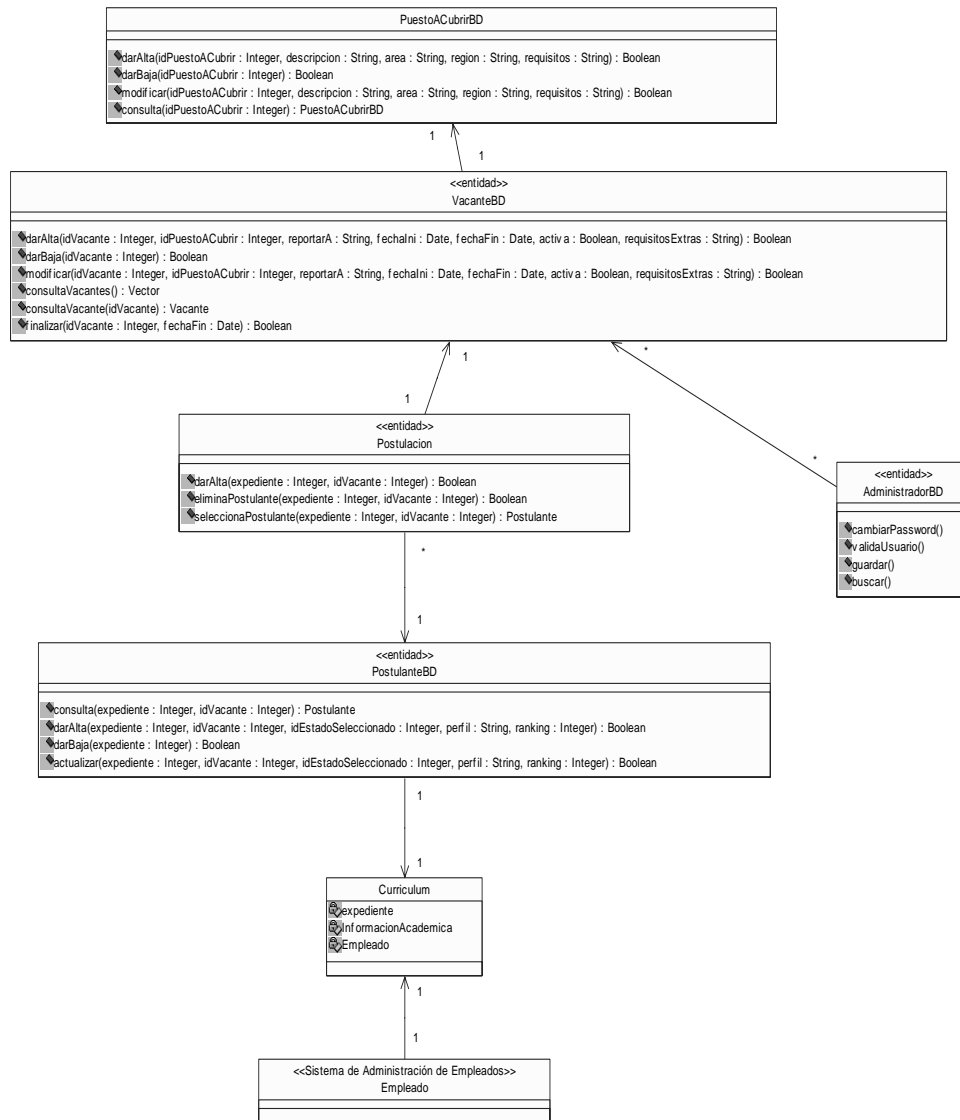 PuestoACubrirBD
darAlta(idPuestoACubrir : Integer, descripcion : String, area : String, region : String, requisitos : String) : Boolean
darBaja(idPuestoACubrir : Integer) : Boolean
modificar(idPuestoACubrir : Integer, descripcion : String, area : String, region : String, requisitos : String) : Boolean
consulta(idPuestoACubrir : Integer) : PuestoACubrirBD
1
1
<<entidad>>
VacanteBD
darAlta(idVacante : Integer, idPuestoACubrir : Integer, reportarA : String, fechaIni : Date, fechaFin : Date, activa : Boolean, requisitosExtras : String) : Boolean
darBaja(idVacante : Integer) : Boolean
modificar(idVacante : Integer, idPuestoACubrir : Integer, reportarA : String, fechaIni : Date, fechaFin : Date, activa : Boolean, requisitosExtras : String) : Boolean
consultaVacantes() : Vector
consultaVacante(idVacante) : Vacante
finalizar(idVacante : Integer, fechaFin : Date) : Boolean
1
*
1
<<entidad>>
Postulacion
darAlta(expediente : Integer, idVacante : Integer) : Boolean
eliminaPostulante(expediente : Integer, idVacante : Integer) : Boolean
seleccionaPostulante(expediente : Integer, idVacante : Integer) : Postulante
*
<<entidad>>
AdministradorBD
cambiarPassword()
validaUsuario()
guardar()
buscar()
*
1
<<entidad>>
PostulanteBD
consulta(expediente : Integer, idVacante : Integer) : Postulante
darAlta(expediente : Integer, idVacante : Integer, idEstadoSeleccionado : Integer, perfil : String, ranking : Integer) : Boolean
darBaja(expediente : Integer) : Boolean
actualizar(expediente : Integer, idVacante : Integer, idEstadoSeleccionado : Integer, perfil : String, ranking : Integer) : Boolean
1
1
Curriculum
expediente
InformacionAcademica
Empleado
1
1
<<Sistema de Administración de Empleados>>
Empleado